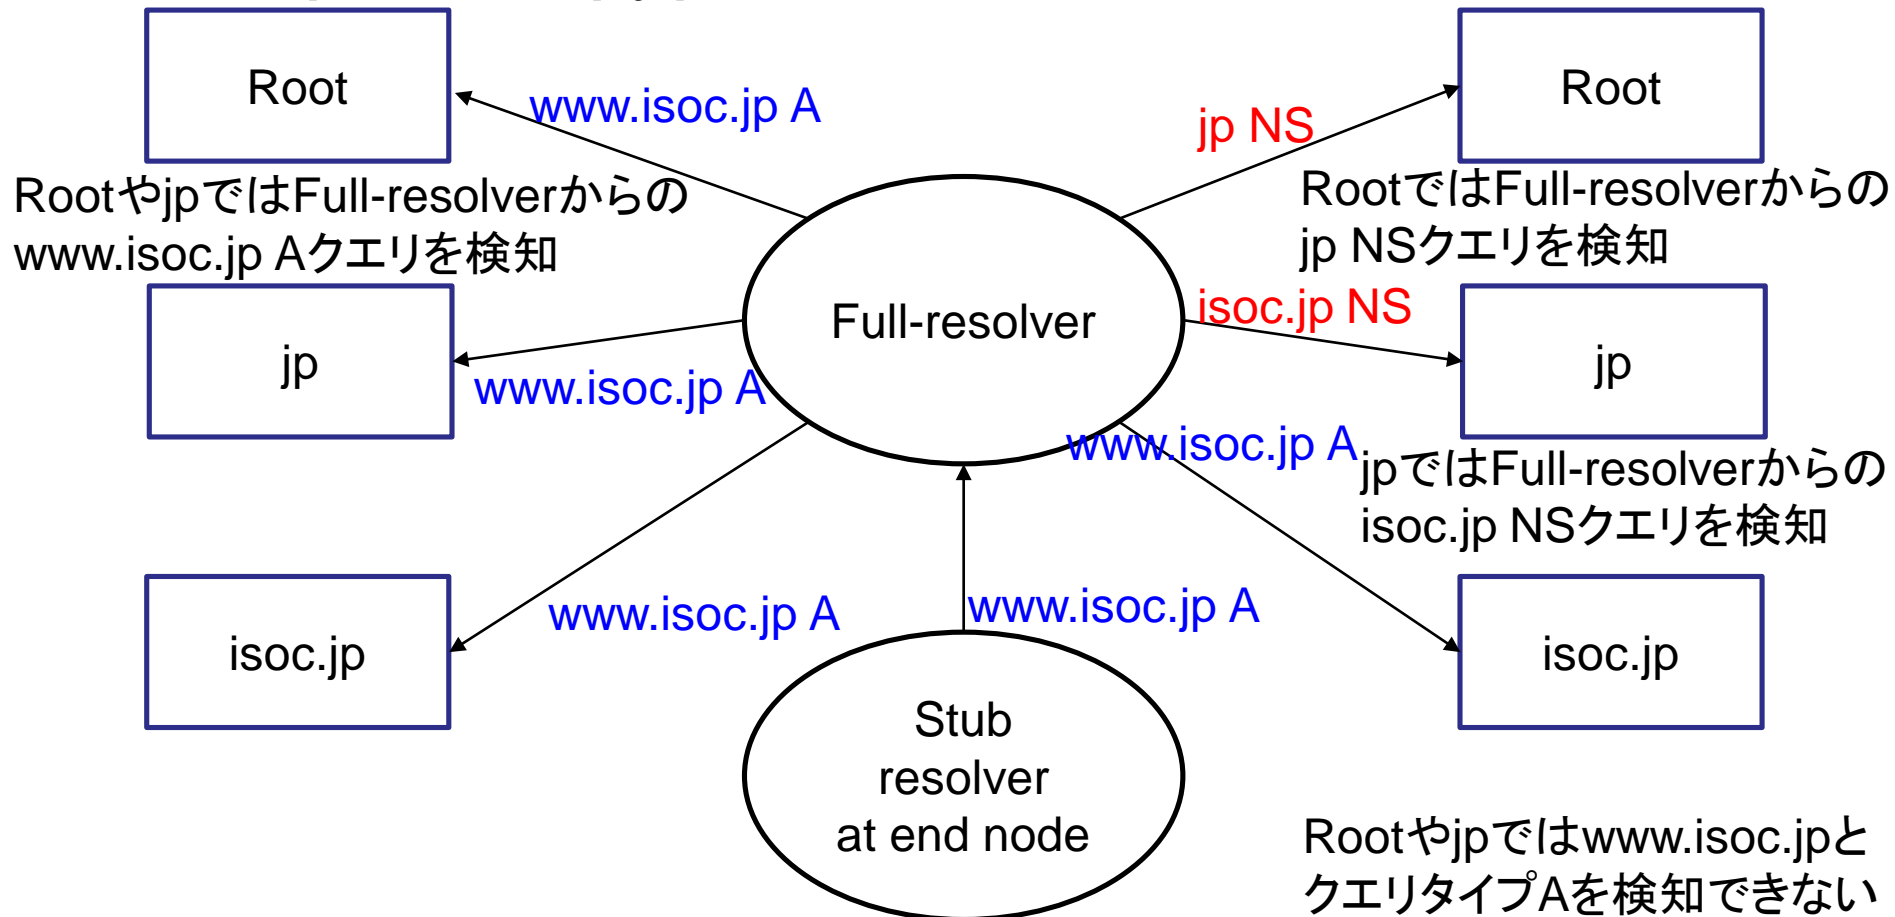 Root
www.isoc.jp A
jp NS
Root
RootやjpではFull-resolverからの
www.isoc.jp Aクエリを検知
RootではFull-resolverからの
jp NSクエリを検知
jp
www.isoc.jp A
Full-resolver
isoc.jp NS
jp
www.isoc.jp A
jpではFull-resolverからの
isoc.jp NSクエリを検知
isoc.jp
www.isoc.jp A
www.isoc.jp A
isoc.jp
Stub
resolver
at end node
Rootやjpではwww.isoc.jpと
クエリタイプAを検知できない